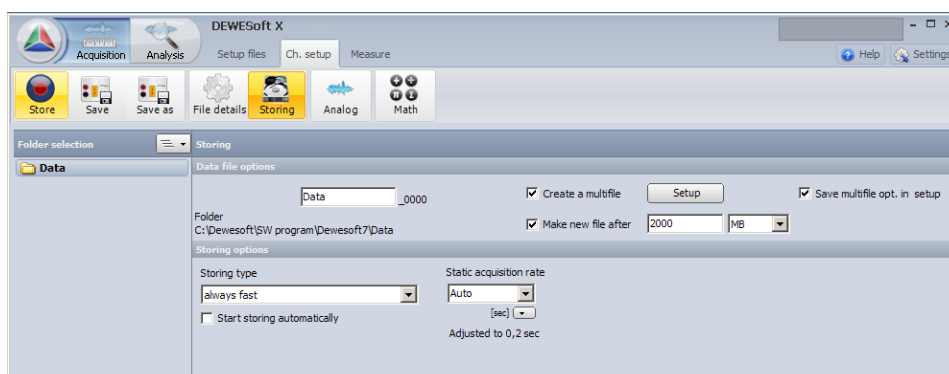 DEWESoft X
Acquisition
Analysis
Setup files
Ch. setup
Measure
Help
Settings
Store
Save
Save as
File details
Storing
Analog
Math
Folder selection
Storing
Data
Data file options
Data
_0000
Create a multifile
Setup
Save multifile opt. in setup
Folder
C:\Dewesoft\SW program\Dewesoft7\Data
Make new file after
2000
MB
Storing options
Storing type
Static acquisition rate
always fast
Auto
[sec]
Start storing automatically
Adjusted to 0,2 sec